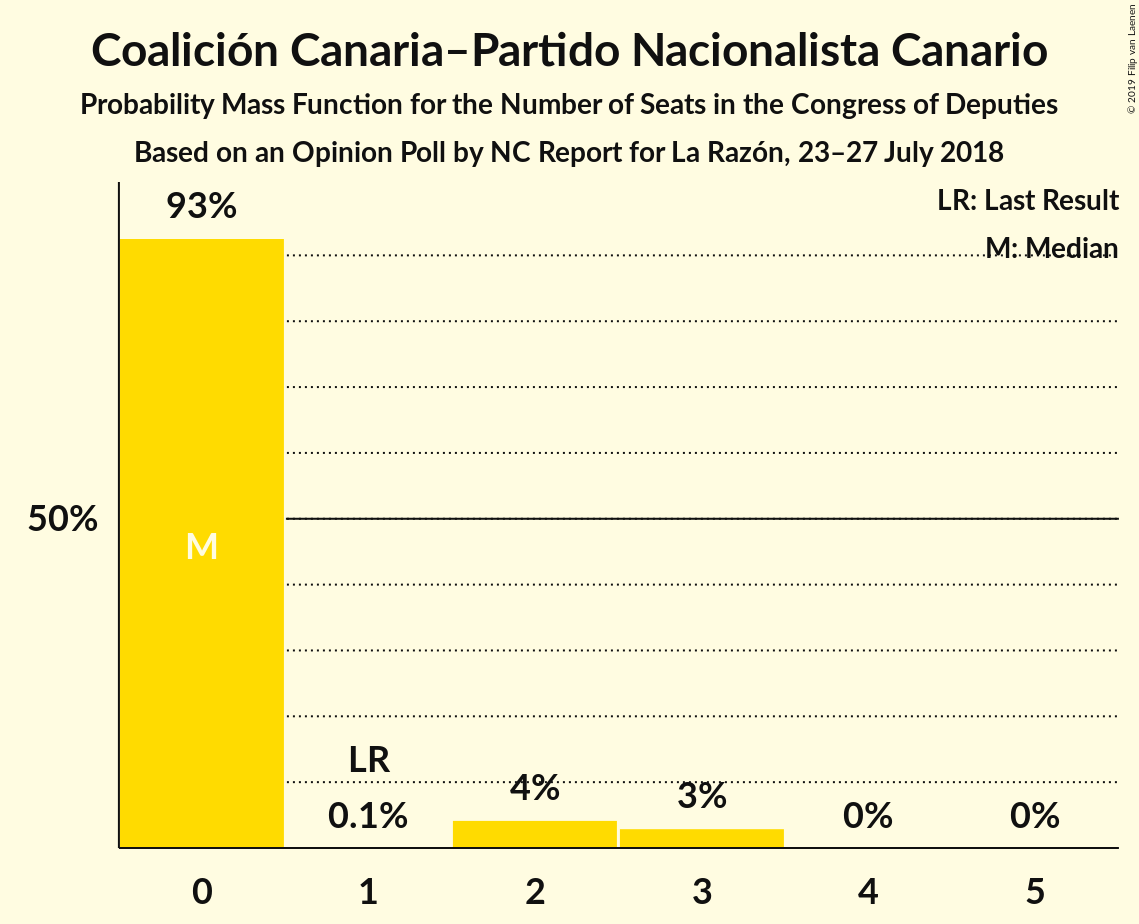 Coalición Canaria–Partido Nacionalista Canario
Probability Mass Function for the Number of Seats in the Congress of Deputies
Based on an Opinion Poll by NC Report for La Razón, 23–27 July 2018
© 2019 Filip van Laenen
LR: Last Result
M: Median
93%
50%
M
LR
0.1%
4%
3%
0%
0%
0 1 2 3 4 5